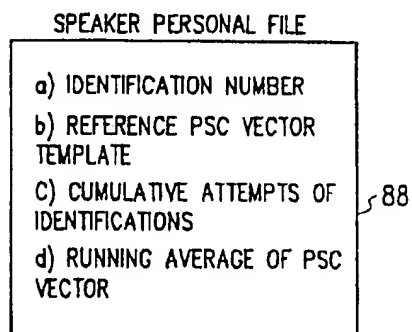 SPEAKER PERSONAL FILE
a) IDENTIFICATION NUMBER
b) REFERENCE PSC VECTOR
TEMPLATE
C) CUMULATIVE ATTEMPTS OF
IDENTIFICATIONS
d) RUNNING AVERAGE OF PSC
VECTOR
88